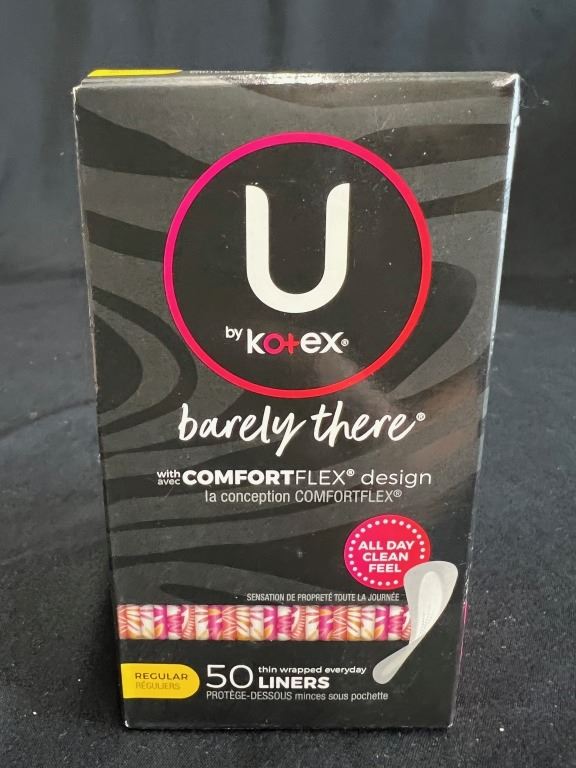 U
by Kotex®
barely there®
with avec COMFORTFLEX® design
la conception COMFORTFLEX®
ALL DAY
CLEAN
FEEL
SENSATION DE PROPRETÉ TOUTE LA JOURNÉE
REGULAR
RÉGULIERS
50 thin wrapped everyday
LINERS
PROTÈGE-DESSOUS minces sous pochette